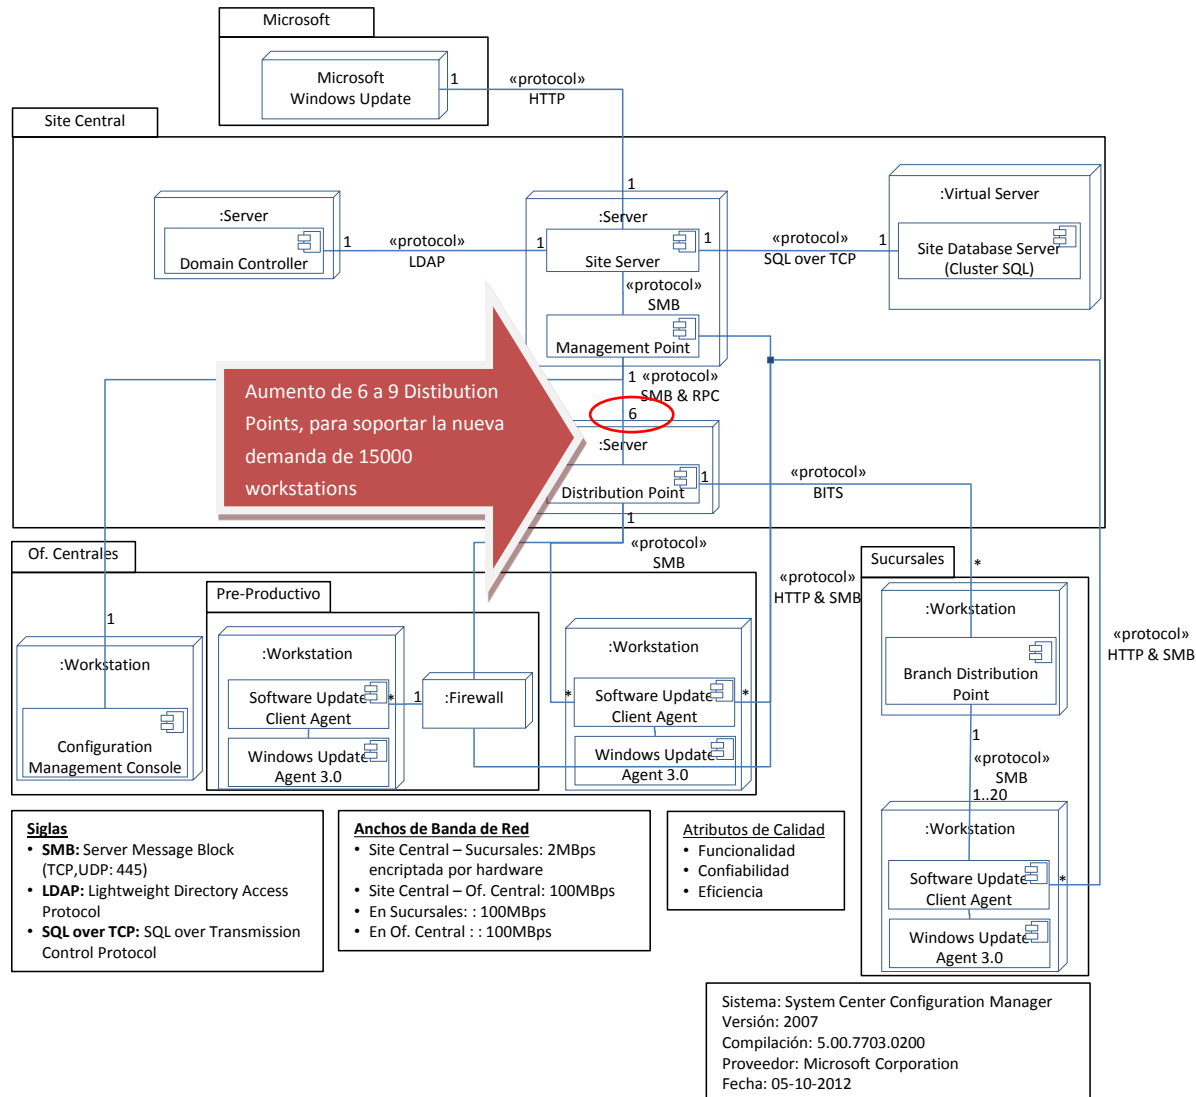 Microsoft
Microsoft
Windows Update
1
«protocol»
HTTP
Site Central
1
:Server
Domain Controller
1
«protocol»
LDAP
1
:Server
Site Server
1
«protocol»
SQL over TCP
1
:Virtual Server
Site Database Server
(Cluster SQL)
«protocol»
SMB
Management Point
1
«protocol»
SMB & RPC
6
Aumento de 6 a 9 Distibution
Points, para soportar la nueva
demanda de 15000
workstations
:Server
Distribution Point
1
«protocol»
BITS
1
«protocol»
SMB
Of. Centrales
1
:Workstation
Configuration
Management Console
Pre-Productivo
:Workstation
Software Update
Client Agent
*
Windows Update
Agent 3.0
1
:Firewall
:Workstation
*
Software Update
Client Agent
*
Windows Update
Agent 3.0
«protocol»
HTTP & SMB
Sucursales
*
:Workstation
Branch Distribution
Point
1
«protocol»
SMB
1..20
:Workstation
Software Update
Client Agent
*
Windows Update
Agent 3.0
«protocol»
HTTP & SMB
Siglas
• SMB: Server Message Block
(TCP,UDP: 445)
• LDAP: Lightweight Directory Access
Protocol
• SQL over TCP: SQL over Transmission
Control Protocol
Anchos de Banda de Red
• Site Central – Sucursales: 2MBps
encriptada por hardware
• Site Central – Of. Central: 100MBps
• En Sucursales: : 100MBps
• En Of. Central : : 100MBps
Atributos de Calidad
• Funcionalidad
• Confiabilidad
• Eficiencia
Sistema: System Center Configuration Manager
Versión: 2007
Compilación: 5.00.7703.0200
Proveedor: Microsoft Corporation
Fecha: 05-10-2012